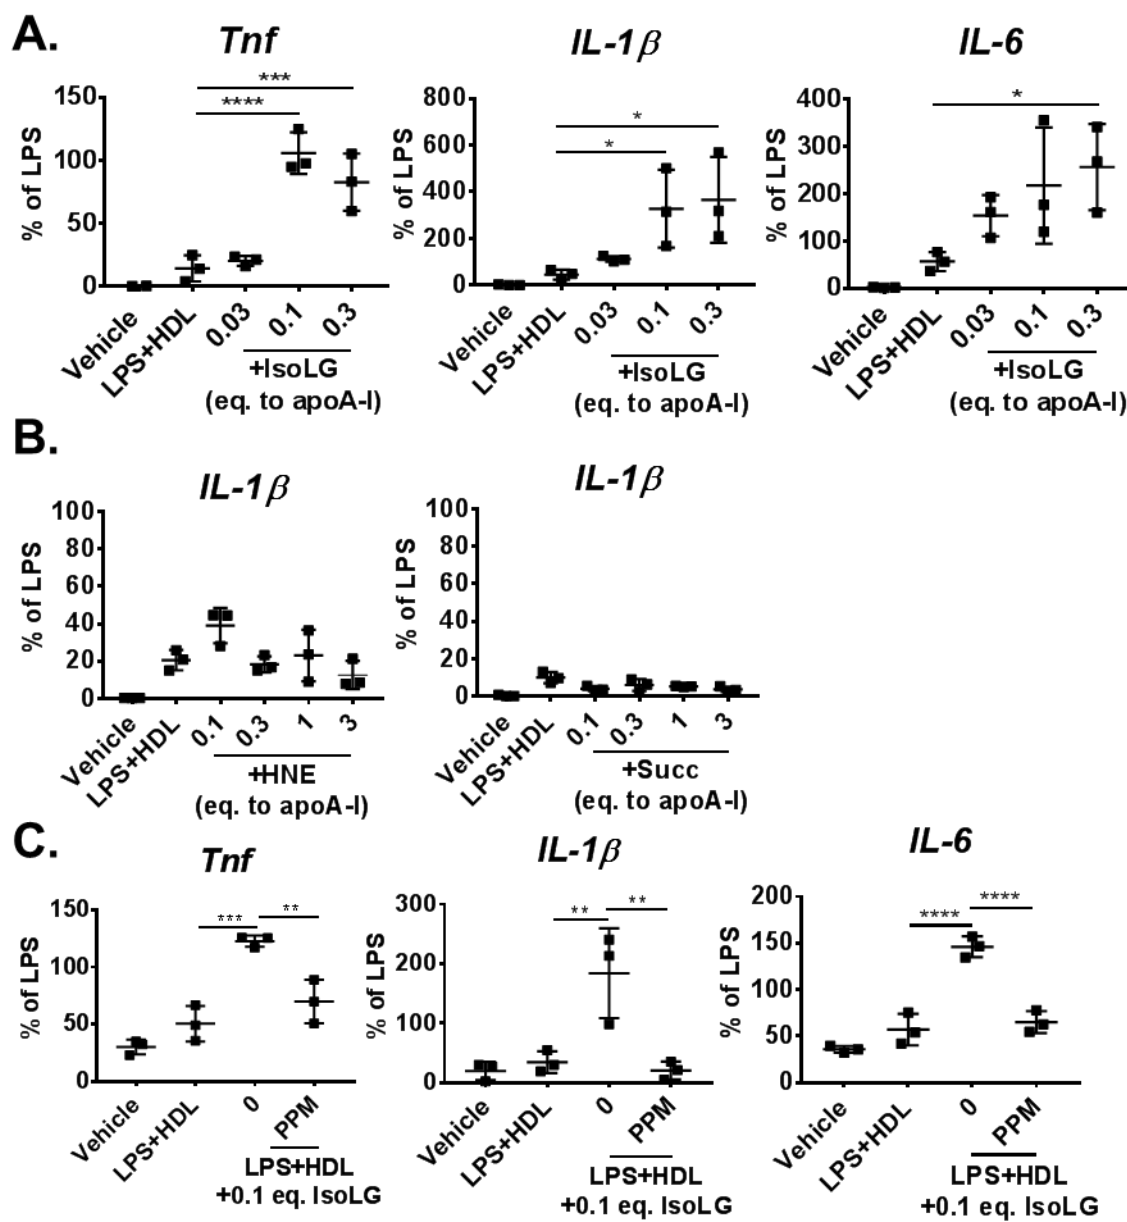 A.
Tnf
IL-1β
IL-6
% of LPS
150
100
50
0
***
****
Vehicle
LPS+HDL
0.03
0.1
0.3
+IsoLG
(eq. to apoA-I)
% of LPS
800
600
400
200
0
*
*
Vehicle
LPS+HDL
0.03
0.1
0.3
+IsoLG
(eq. to apoA-I)
% of LPS
400
300
200
100
0
*
Vehicle
LPS+HDL
0.03
0.1
0.3
+IsoLG
(eq. to apoA-I)
B.
IL-1β
IL-1β
% of LPS
100
80
60
40
20
0
Vehicle
LPS+HDL
0.1
0.3
1
3
+HNE
(eq. to apoA-I)
% of LPS
100
80
60
40
20
0
Vehicle
LPS+HDL
0.1
0.3
1
3
+Succ
(eq. to apoA-I)
C.
Tnf
IL-1β
IL-6
% of LPS
150
100
50
0
***
**
Vehicle
LPS+HDL
0
PPM
LPS+HDL
+0.1 eq. IsoLG
% of LPS
300
200
100
0
**
**
Vehicle
LPS+HDL
0
PPM
LPS+HDL
+0.1 eq. IsoLG
% of LPS
200
150
100
50
0
****
****
Vehicle
LPS+HDL
0
PPM
LPS+HDL
+0.1 eq. IsoLG